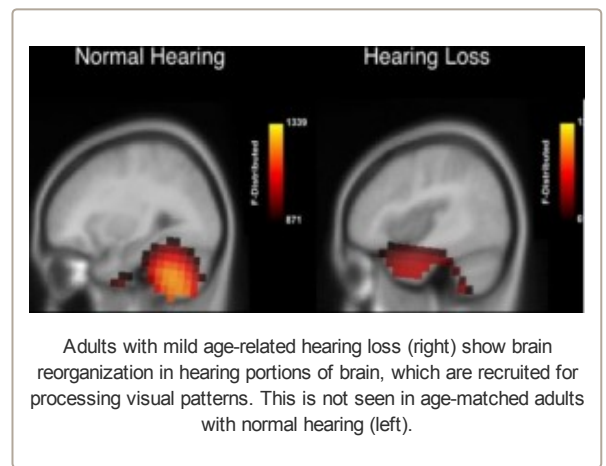 Normal Hearing
Hearing Loss
1339
F-Distributed
871
F-Distributed
Adults with mild age-related hearing loss (right) show brain
reorganization in hearing portions of brain, which are recruited for
processing visual patterns. This is not seen in age-matched adults
with normal hearing (left).